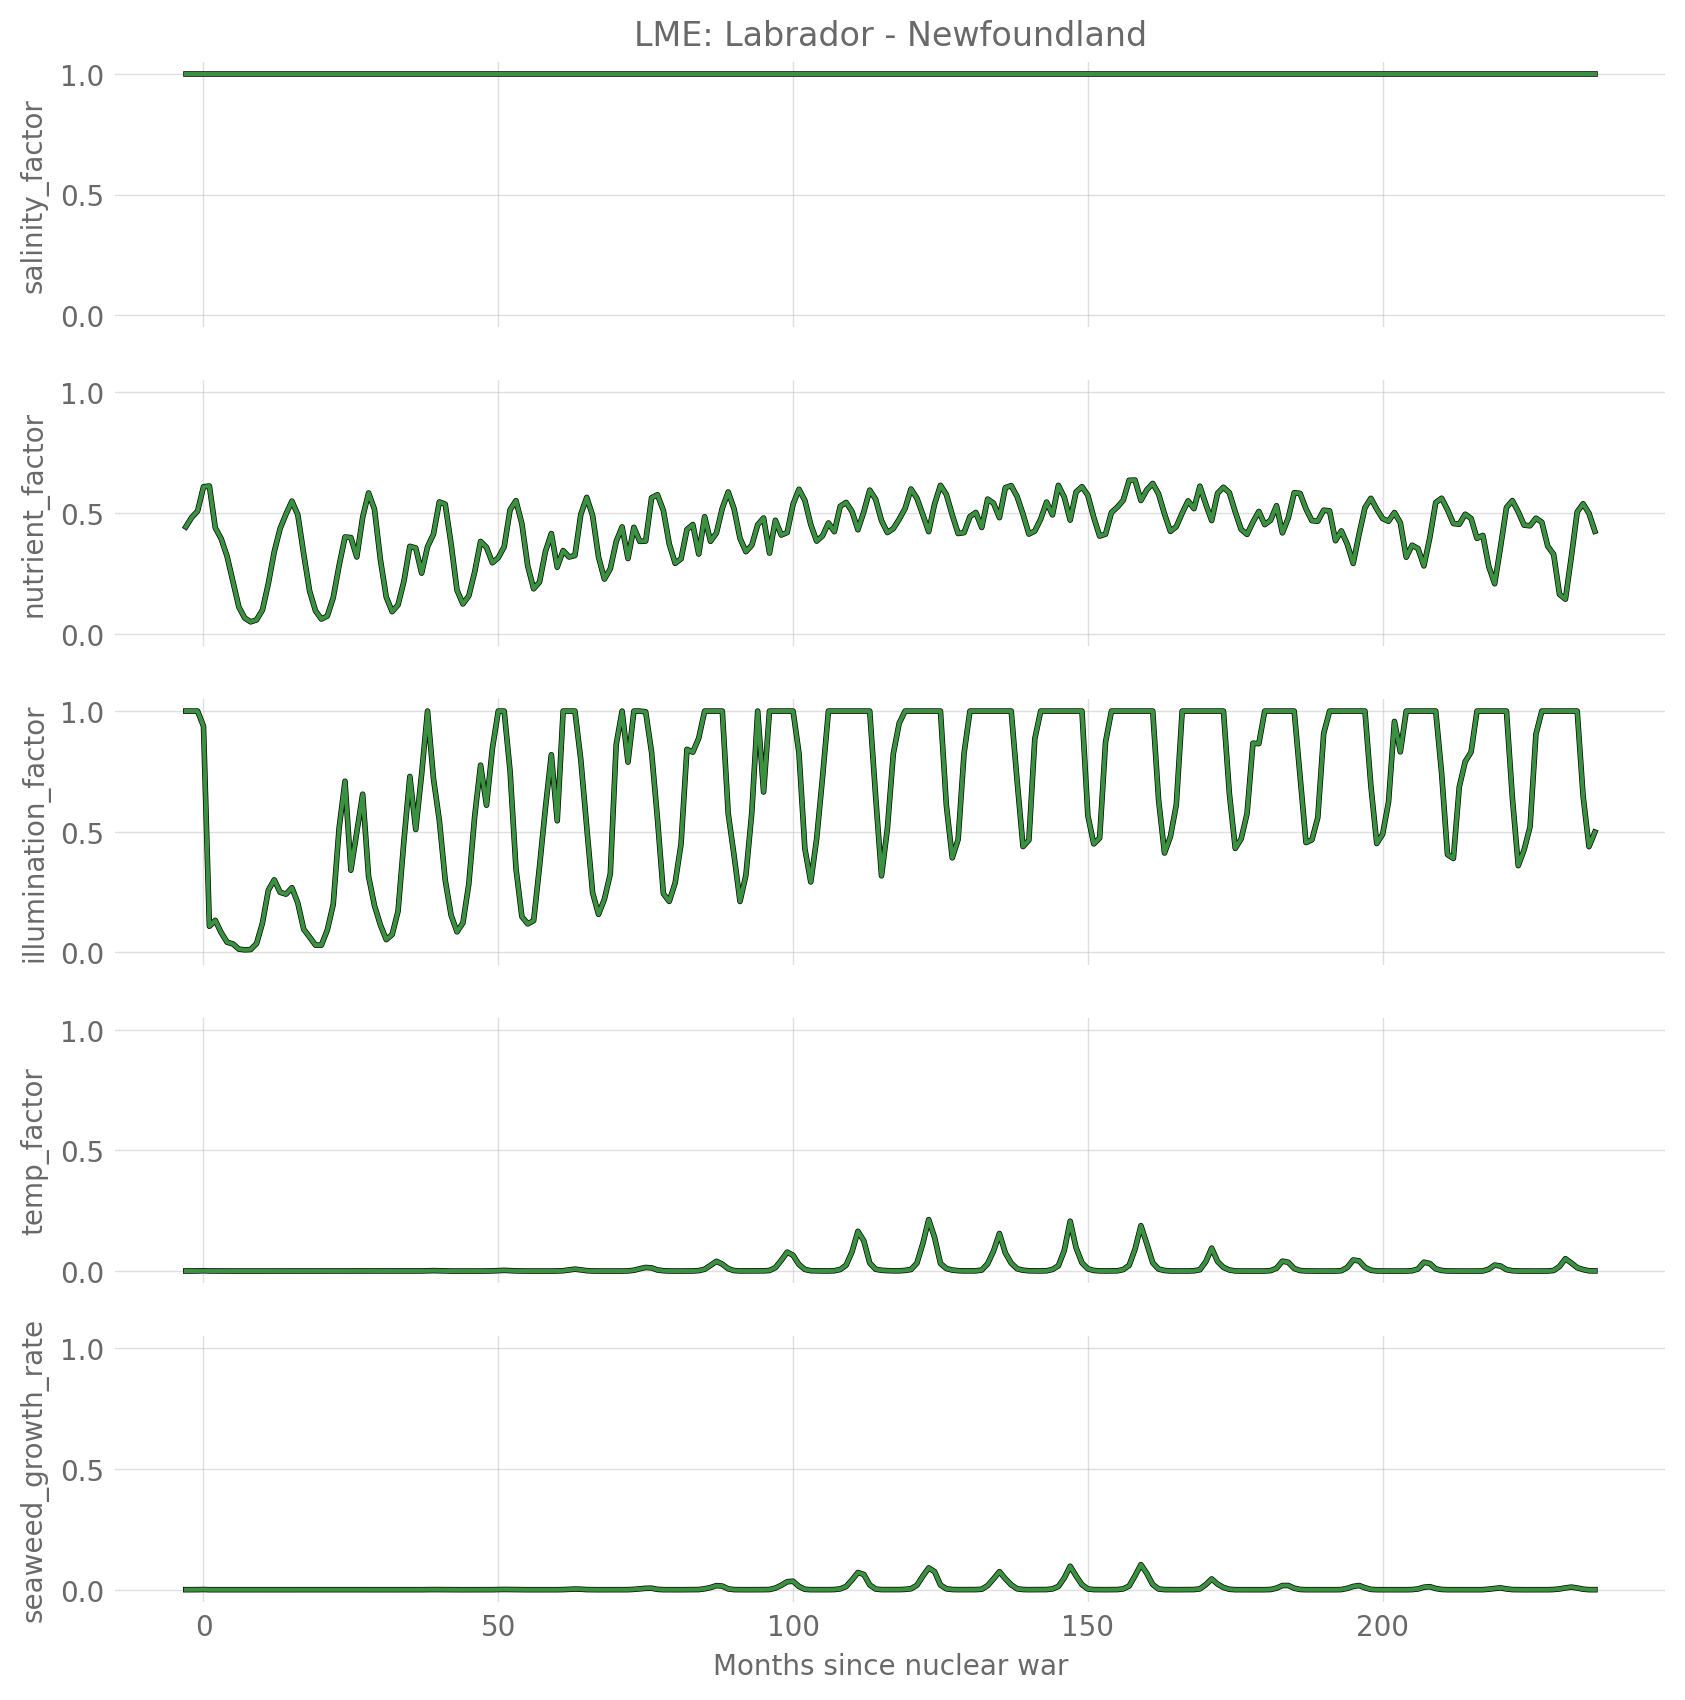 LME: Labrador - Newfoundland
1.0
0.5
0.0
salinity_factor
1.0
0.5
0.0
nutrient_factor
1.0
0.5
0.0
illumination_factor
1.0
0.5
0.0
temp_factor
1.0
0.5
0.0
seaweed_growth_rate
0 50 100 150 200
Months since nuclear war